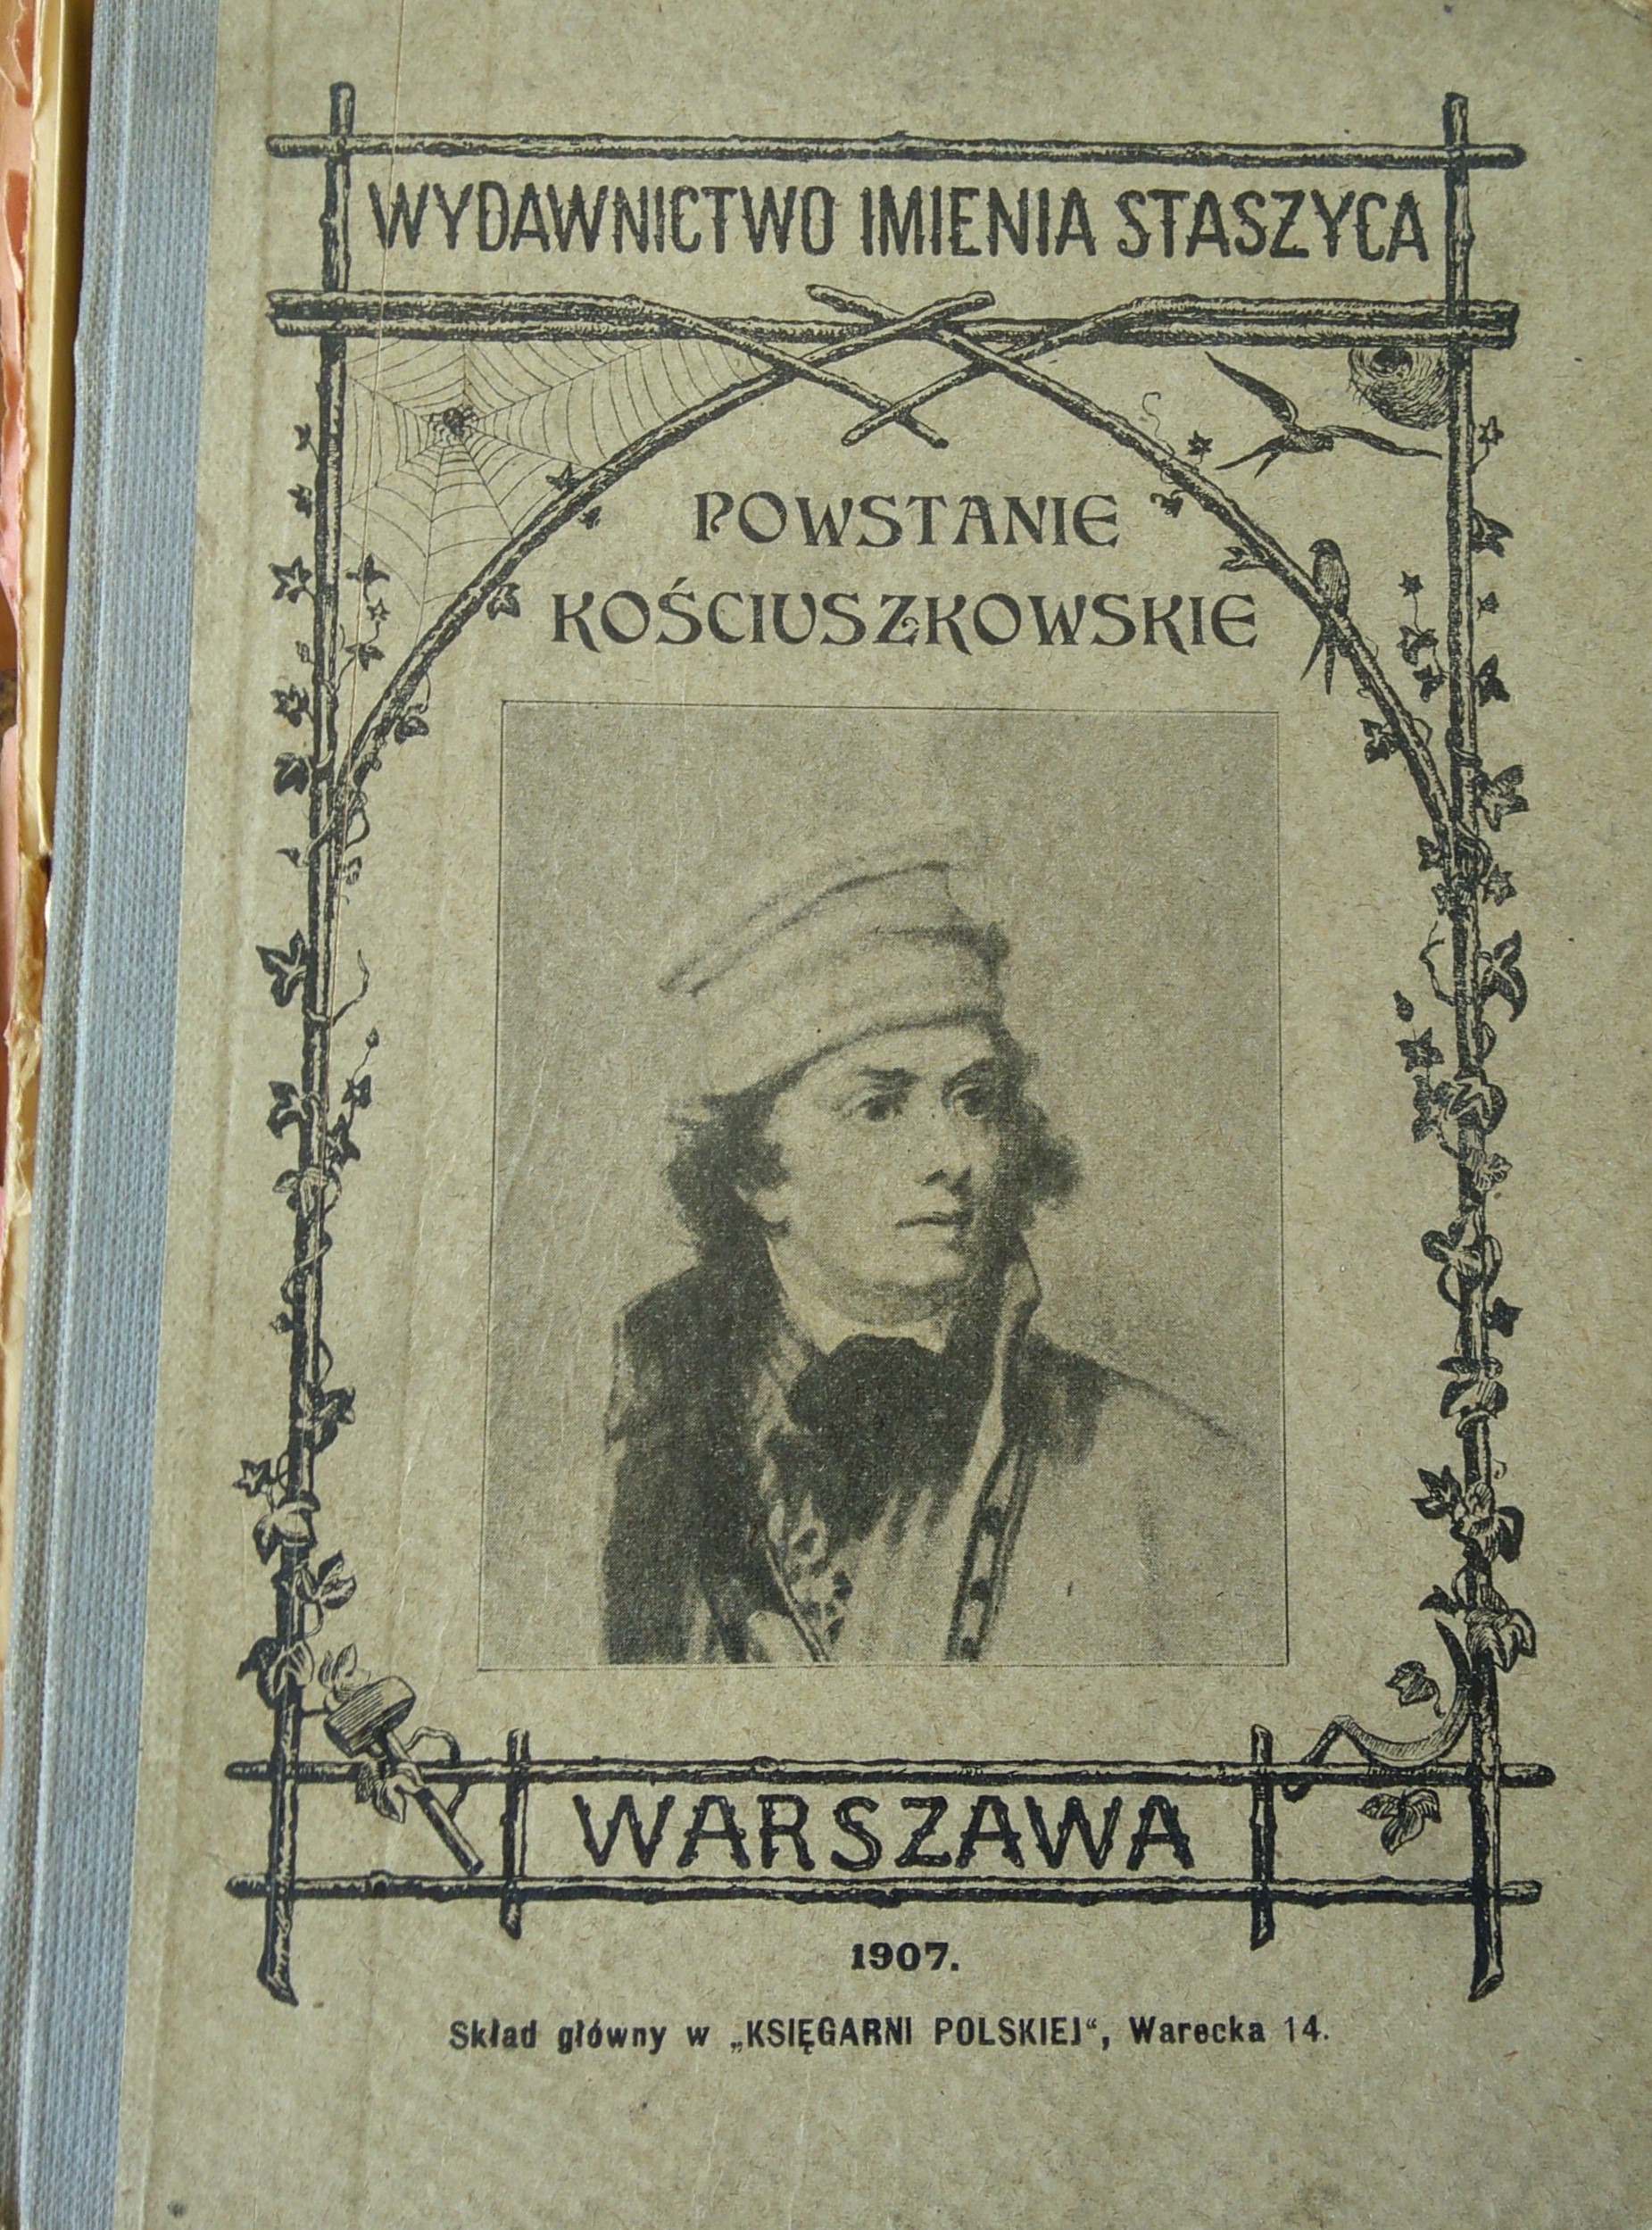 WYDAWNICTWO IMIENIA STASZYCA
POWSTANIE
KOŚCIUSZKOWSKIE
WARSZAWA
1907.
Skład główny w „KSIĘGARNI POLSKIEJ“, Warecka 14.